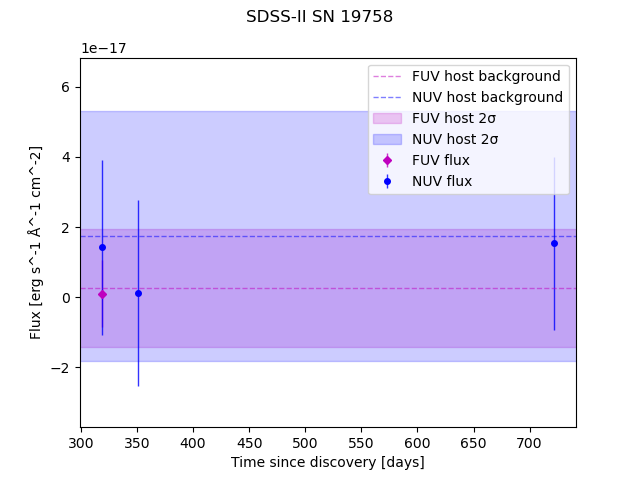 SDSS-II SN 19758
1e−17
FUV host background
NUV host background
FUV host 2σ
NUV host 2σ
FUV flux
NUV flux
6
4
2
0
−2
Flux [erg s^-1 Å^-1 cm^-2]
300 350 400 450 500 550 600 650 700
Time since discovery [days]